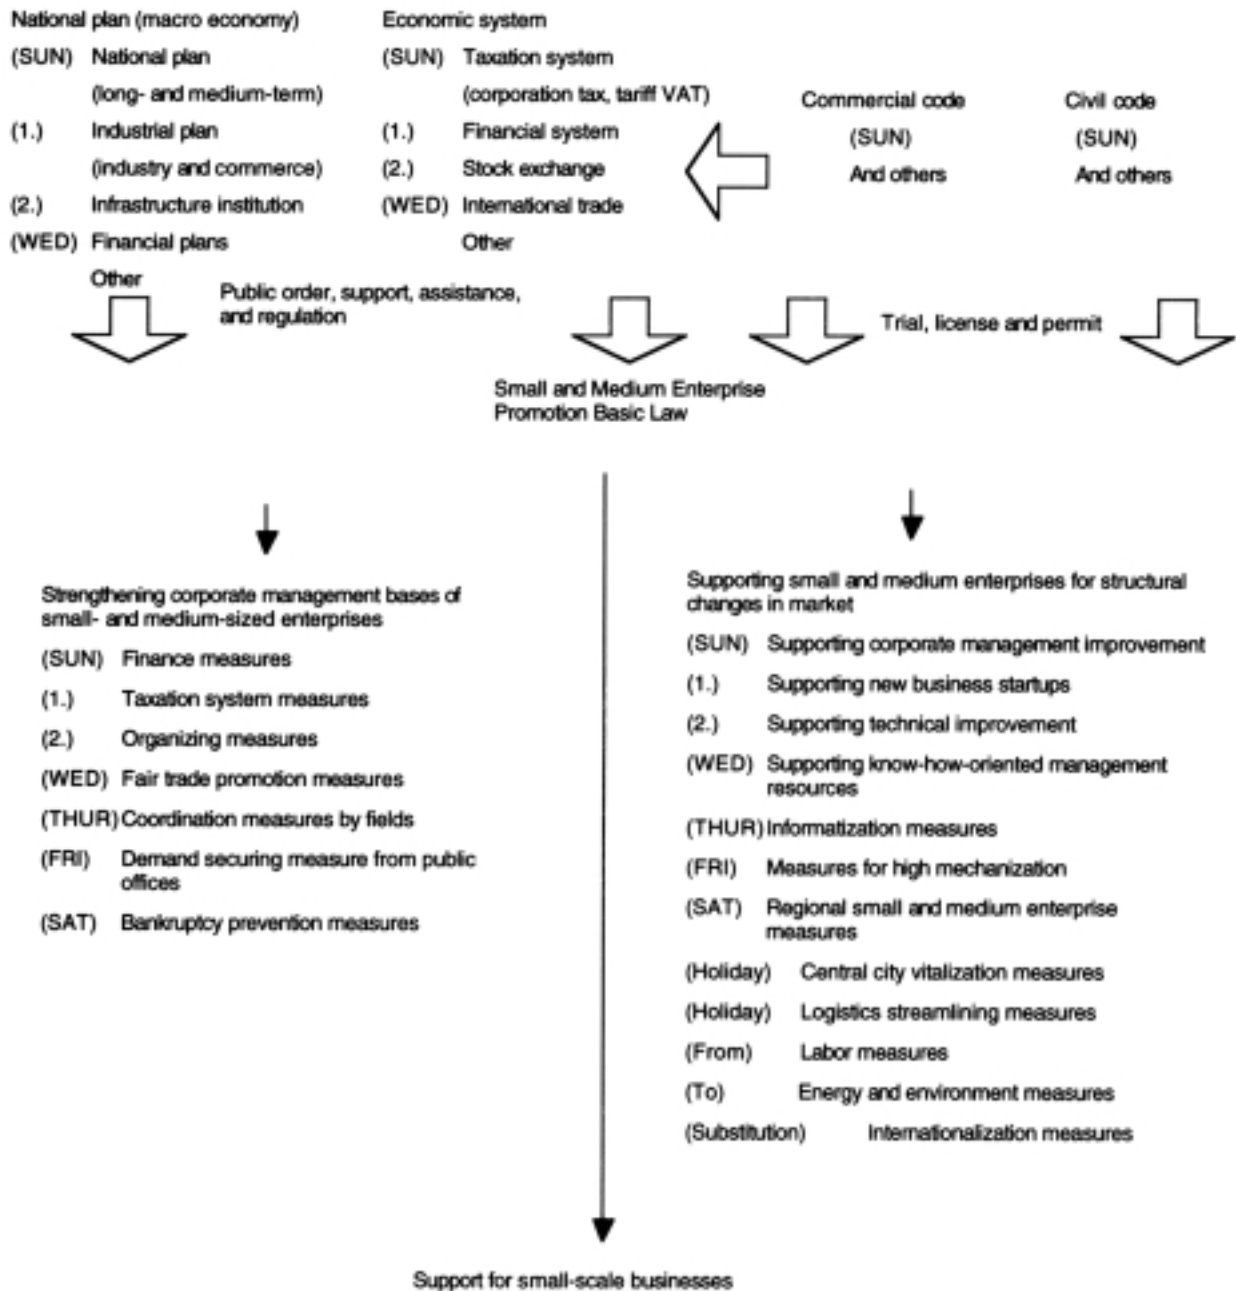 National plan (macro economy)
(SUN) National plan
(long- and medium-term)
(1.) Industrial plan
(industry and commerce)
(2.) Infrastructure institution
(WED) Financial plans
Other
Economic system
(SUN) Taxation system
(corporation tax, tariff VAT)
(1.) Financial system
(2.) Stock exchange
(WED) International trade
Other
Commercial code
(SUN)
And others
Civil code
(SUN)
And others
Public order, support, assistance,
and regulation
Trial, license and permit
Small and Medium Enterprise
Promotion Basic Law
Strengthening corporate management bases of
small- and medium-sized enterprises
(SUN) Finance measures
(1.) Taxation system measures
(2.) Organizing measures
(WED) Fair trade promotion measures
(THUR) Coordination measures by fields
(FRI) Demand securing measure from public
offices
(SAT) Bankruptcy prevention measures
Supporting small and medium enterprises for structural
changes in market
(SUN) Supporting corporate management improvement
(1.) Supporting new business startups
(2.) Supporting technical improvement
(WED) Supporting know-how-oriented management
resources
(THUR) Informatization measures
(FRI) Measures for high mechanization
(SAT) Regional small and medium enterprise
measures
(Holiday) Central city vitalization measures
(Holiday) Logistics streamlining measures
(From) Labor measures
(To) Energy and environment measures
(Substitution) Internationalization measures
Support for small-scale businesses